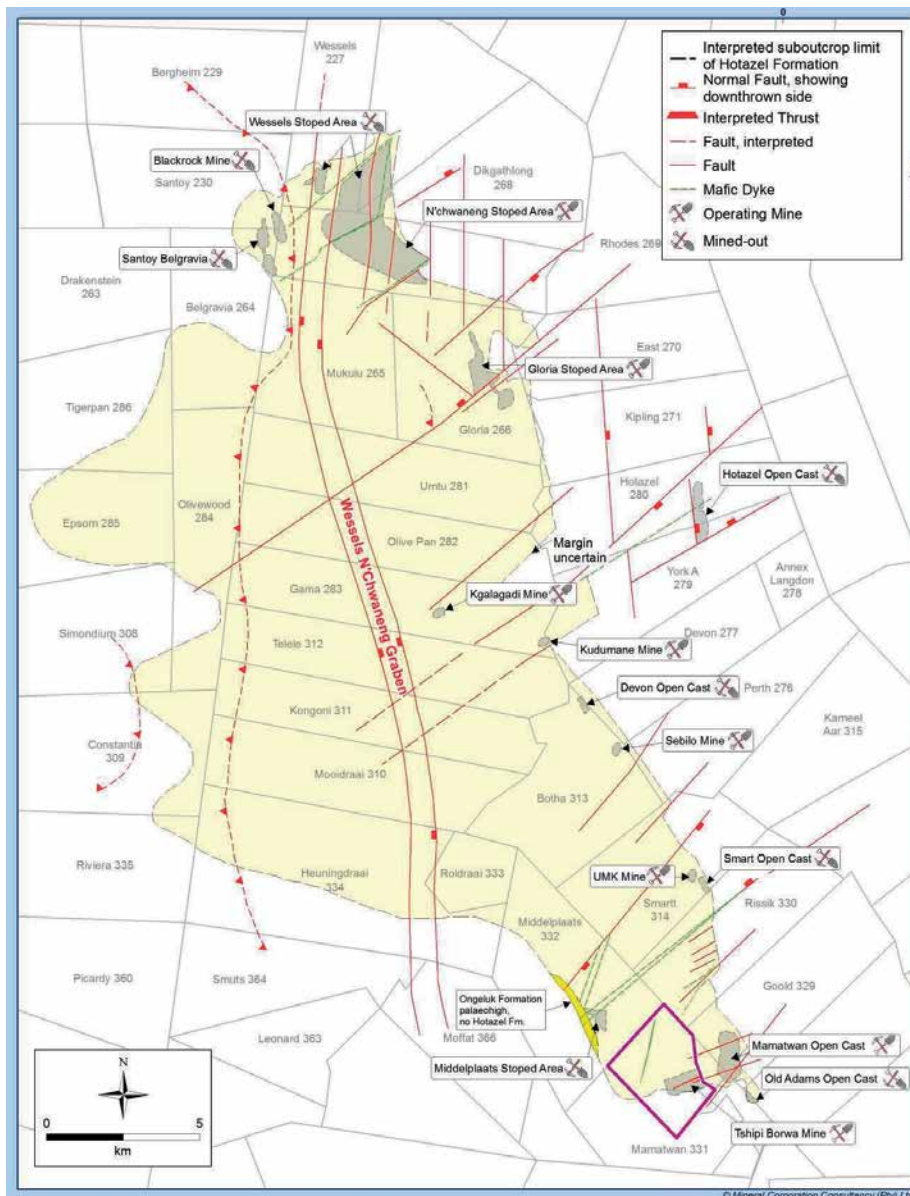 0
Interpreted suboutcrop limit
of Hotazel Formation
Normal Fault, showing
downthrown side
Interpreted Thrust
Fault, interpreted
Fault
Mafic Dyke
Operating Mine
Mined-out
Wessels
227
Bergheim 229
Wessels Stoped Area
Blackrock Mine
Santoy 230
Dikgathlong
268
N'chwaneng Stoped Area
Rhodes 269
Santoy Belgravia
Drakenstein
263
Belgravia 264
East 270
Mukulu 265
Gloria Stoped Area
Tigerpan 286
Kipling 271
Gloria 266
Hotazel
280
Hotazel Open Cast
Umtu 281
Epsom 285
Olivewood
284
Olive Pan 282
Margin
uncertain
York A
279
Annex
Langdon
278
Gama 283
Kgalagadi Mine
Wessels N'Chwaneng Graben
Simondium 308
Telele 312
Devon 277
Kudumane Mine
Devon Open Cast
Perth 276
Kongoni 311
Kameel
Aar 315
Constantia
309
Sebilo Mine
Mooidraai 310
Botha 313
Riviera 335
Heuningdraai
334
Roidraai 333
UMK Mine
Smart Open Cast
Smartt
314
Rissik 330
Middelplaats
332
Picardy 360
Smuts 364
Goold 329
Ongeluk Formation
palaeohigh,
no Hotazel Fm.
Leonard 363
Moffat 366
Mamatwan Open Cast
Middelplaats Stoped Area
Old Adams Open Cast
Tshipi Borwa Mine
Mamatwan 331
N
0
5
km
© Mineral Corporation Consultancy (Pty) L